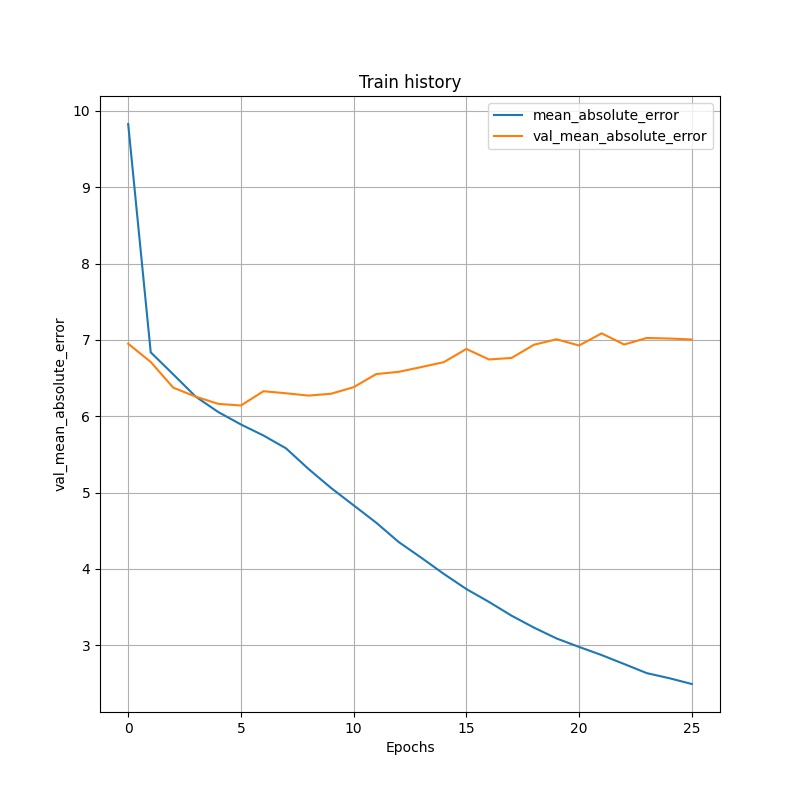 Train history
mean_absolute_error
val_mean_absolute_error
10
9
8
7
6
5
4
3
val_mean_absolute_error
0 5 10 15 20 25
Epochs